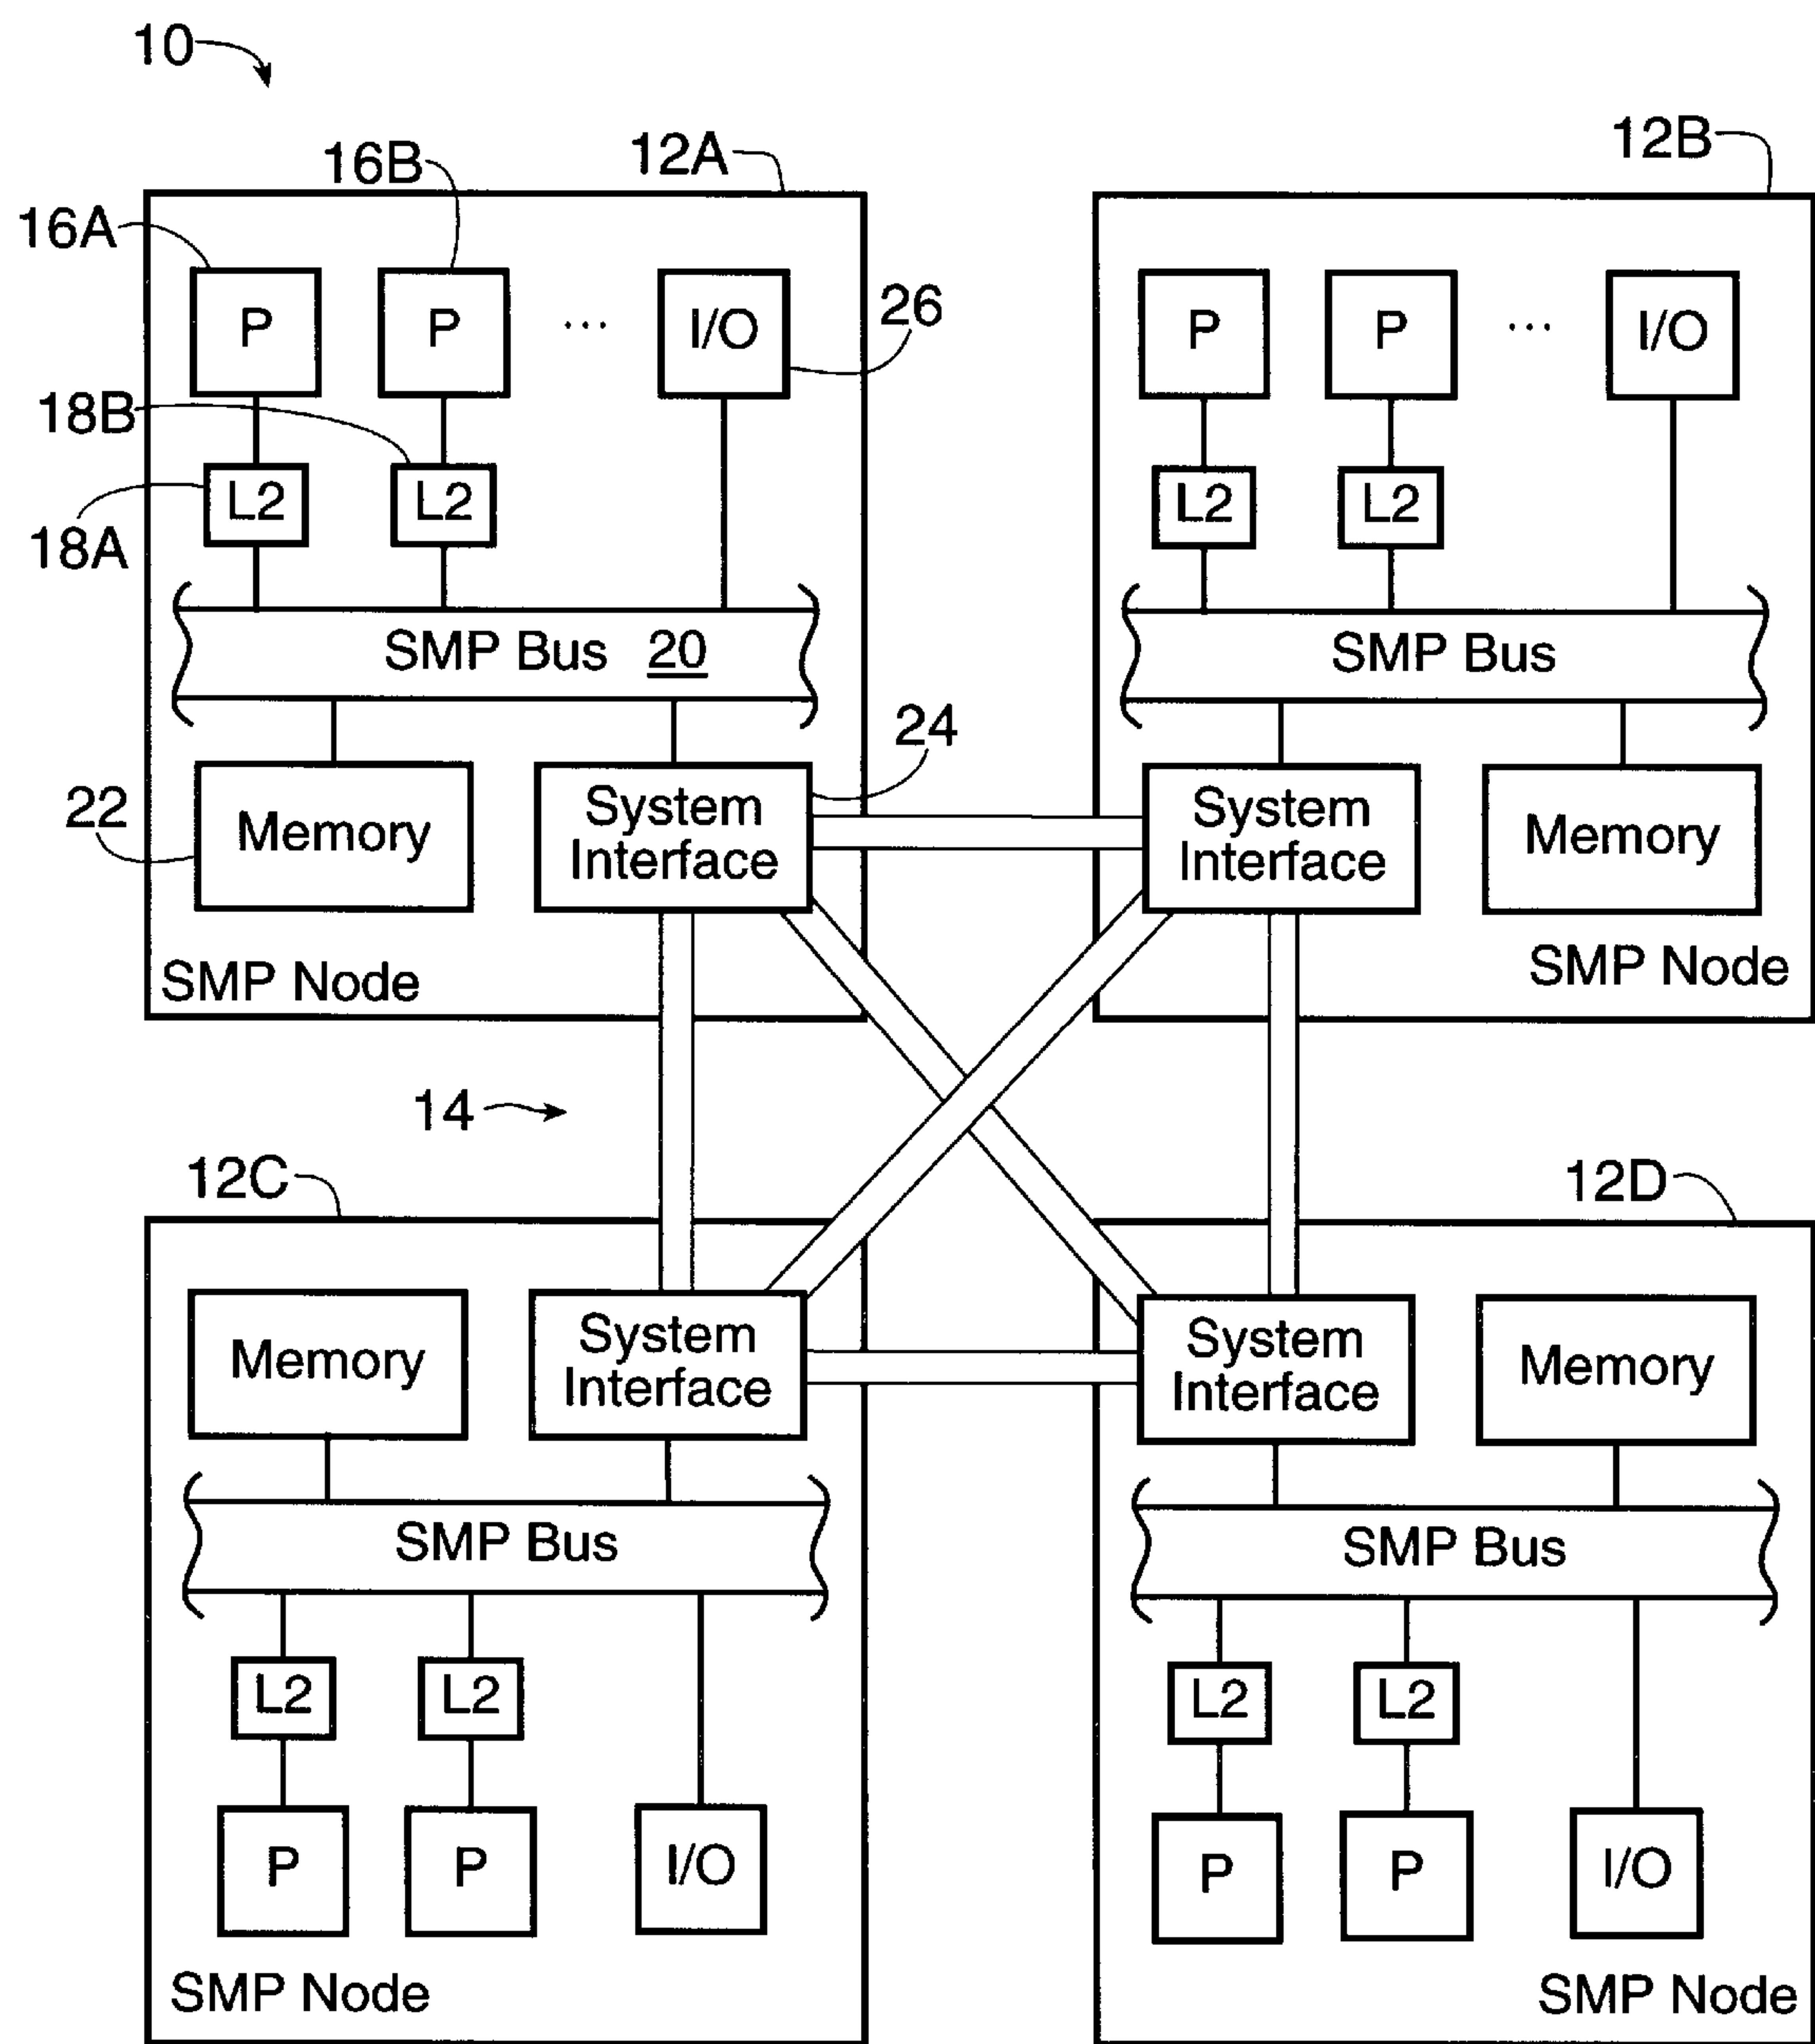 10
12A
12B
16B
16A
P
P
...
I/O
26
P
P
...
I/O
18B
L2
L2
18A
L2
L2
SMP Bus 20
SMP Bus
24
22
Memory
System
Interface
System
Interface
Memory
SMP Node
SMP Node
14
12C
12D
Memory
System
Interface
System
Interface
Memory
SMP Bus
SMP Bus
L2
L2
L2
L2
P
P
I/O
P
P
I/O
SMP Node
SMP Node